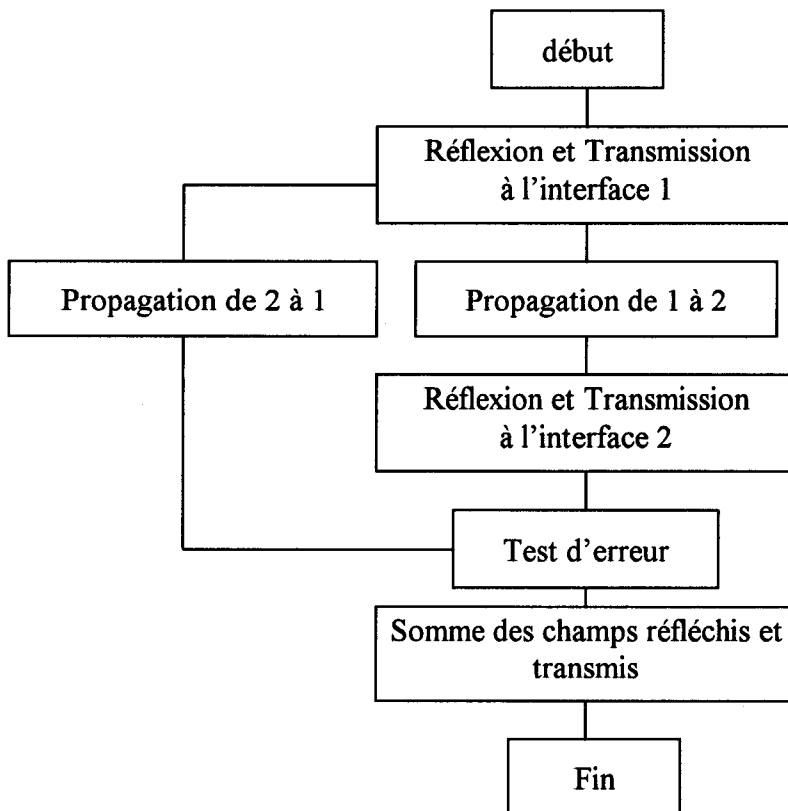 début
Réflexion et Transmission
à l'interface 1
Propagation de 2 à 1
Propagation de 1 à 2
Réflexion et Transmission
à l'interface 2
Test d'erreur
Somme des champs réfléchis et
transmis
Fin